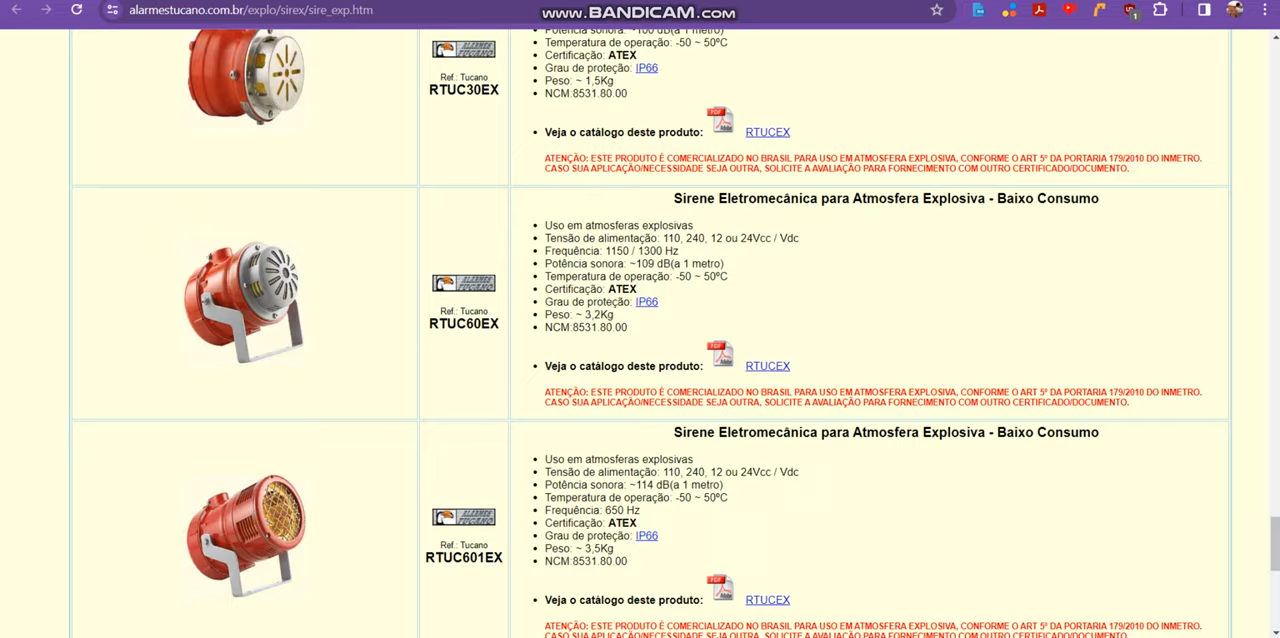 alarmestucano.com.br/explo/sirex/sire_exp.htm
www.BANDICAM.com
1
Potência sonora: ~100 dB(a 1 metro)
Temperatura de operação: -50 ~ 50ºC
Certificação: ATEX
Grau de proteção: IP66
Peso: ~ 1,5Kg
NCM:8531.80.00
Ref.: Tucano
RTUC30EX
Veja o catálogo deste produto: PDF Adobe RTUCEX
ATENÇÃO: ESTE PRODUTO É COMERCIALIZADO NO BRASIL PARA USO EM ATMOSFERA EXPLOSIVA, CONFORME O ART 5º DA PORTARIA 179/2010 DO INMETRO.
CASO SUA APLICAÇÃO/NECESSIDADE SEJA OUTRA, SOLICITE A AVALIAÇÃO PARA FORNECIMENTO COM OUTRO CERTIFICADO/DOCUMENTO.
Sirene Eletromecânica para Atmosfera Explosiva - Baixo Consumo
Uso em atmosferas explosivas
Tensão de alimentação: 110, 240, 12 ou 24Vcc / Vdc
Frequência: 1150 / 1300 Hz
Potência sonora: ~109 dB(a 1 metro)
Temperatura de operação: -50 ~ 50ºC
Certificação: ATEX
Grau de proteção: IP66
Peso: ~ 3,2Kg
NCM:8531.80.00
ALARMES TUCANO
Ref.: Tucano
RTUC60EX
Veja o catálogo deste produto: PDF Adobe RTUCEX
ATENÇÃO: ESTE PRODUTO É COMERCIALIZADO NO BRASIL PARA USO EM ATMOSFERA EXPLOSIVA, CONFORME O ART 5º DA PORTARIA 179/2010 DO INMETRO.
CASO SUA APLICAÇÃO/NECESSIDADE SEJA OUTRA, SOLICITE A AVALIAÇÃO PARA FORNECIMENTO COM OUTRO CERTIFICADO/DOCUMENTO.
Sirene Eletromecânica para Atmosfera Explosiva - Baixo Consumo
Uso em atmosferas explosivas
Tensão de alimentação: 110, 240, 12 ou 24Vcc / Vdc
Potência sonora: ~114 dB(a 1 metro)
Temperatura de operação: -50 ~ 50ºC
Frequência: 650 Hz
Certificação: ATEX
Grau de proteção: IP66
Peso: ~ 3,5Kg
NCM:8531.80.00
ALARMES TUCANO
Ref.: Tucano
RTUC601EX
Veja o catálogo deste produto: PDF Adobe RTUCEX
ATENÇÃO: ESTE PRODUTO É COMERCIALIZADO NO BRASIL PARA USO EM ATMOSFERA EXPLOSIVA, CONFORME O ART 5º DA PORTARIA 179/2010 DO INMETRO.
CASO SUA APLICAÇÃO/NECESSIDADE SEJA OUTRA, SOLICITE A AVALIAÇÃO PARA FORNECIMENTO COM OUTRO CERTIFICADO/DOCUMENTO.